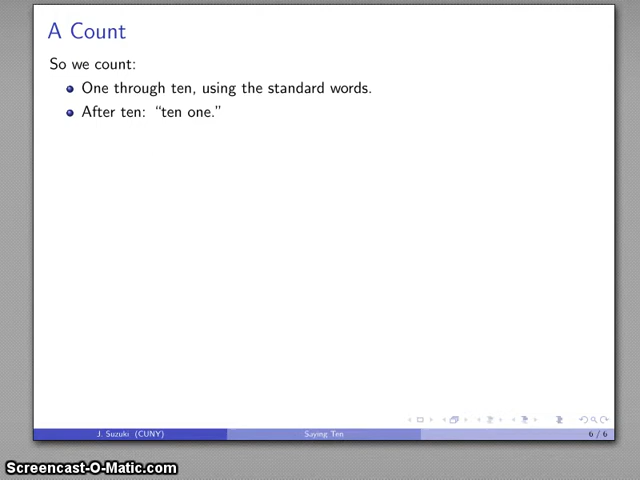 A Count
So we count:
One through ten, using the standard words.
After ten: “ten one.”
J. Suzuki (CUNY)
Saying Ten
6 / 6
Screencast-O-Matic.com